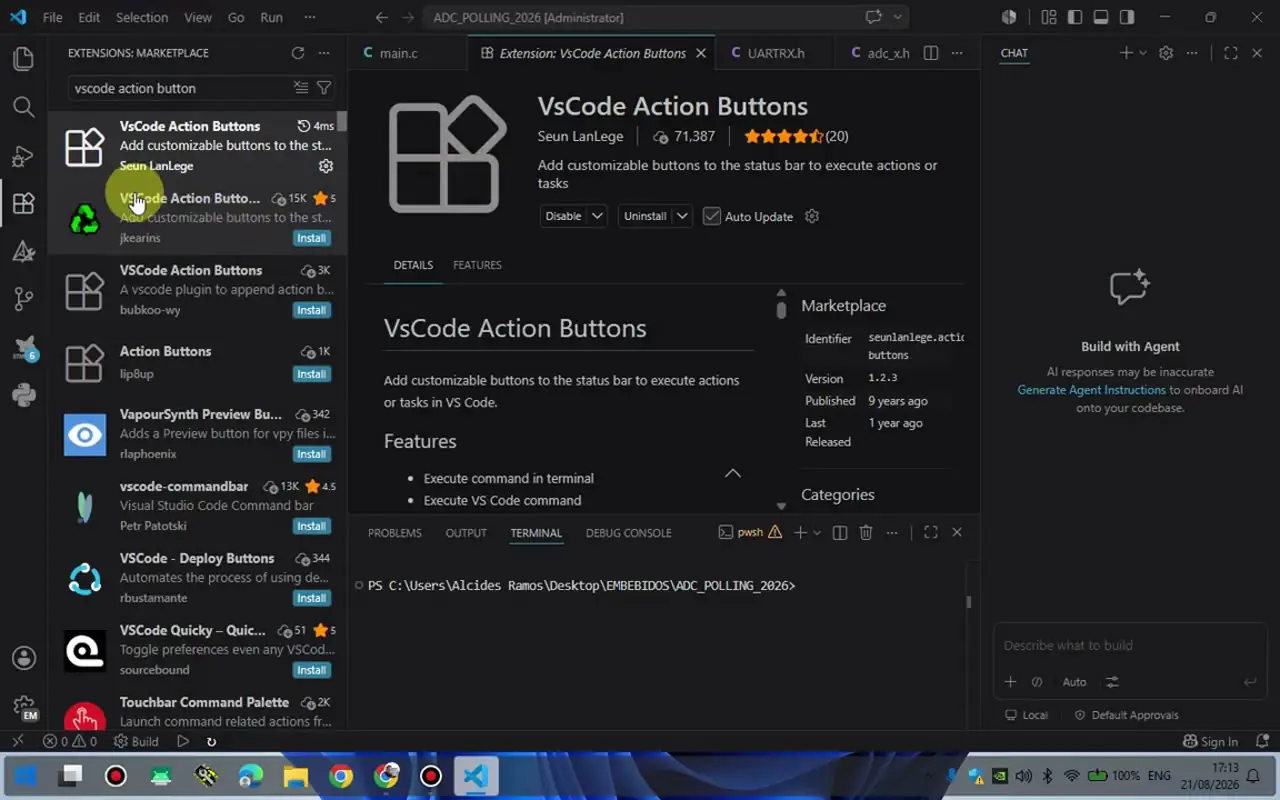 File Edit Selection View Go Run ···
ADC_POLLING_2026 [Administrator]
EXTENSIONS: MARKETPLACE
vscode action button
VsCode Action Buttons 4ms
Add customizable buttons to the st...
Seun LanLege
VSCode Action Butto... 15K 5
Add customizable buttons to the st...
jkearins Install
VSCode Action Buttons 3K
A vscode plugin to append action b...
bubkoo-wy Install
Action Buttons 1K
lip8up Install
VapourSynth Preview Bu... 342
Adds a Preview button for vpy files i...
rlaphoenix Install
vscode-commandbar 13K 4.5
Visual Studio Code Command bar
Petr Patotski Install
VSCode - Deploy Buttons 344
Automates the process of using de...
rbustamante Install
VSCode Quicky – Quic... 51 5
Toggle preferences even any VSCod...
sourcebound Install
Touchbar Command Palette 2K
Launch command related actions fr...
C main.c
Extension: VsCode Action Buttons
C UARTRX.h
C adc_x.h
VsCode Action Buttons
Seun LanLege 71,387 (20)
Add customizable buttons to the status bar to execute actions or
tasks
Disable Uninstall Auto Update
DETAILS FEATURES
VsCode Action Buttons
Add customizable buttons to the status bar to execute actions
or tasks in VS Code.
Features
• Execute command in terminal
• Execute VS Code command
Marketplace
Identifier seunlanlege.actic
buttons
Version 1.2.3
Published 9 years ago
Last 1 year ago
Released
Categories
PROBLEMS OUTPUT TERMINAL DEBUG CONSOLE
pwsh
PS C:\Users\Alcides Ramos\Desktop\EMBEBIDOS\ADC_POLLING_2026>
CHAT
Build with Agent
AI responses may be inaccurate
Generate Agent Instructions to onboard AI
onto your codebase.
Describe what to build
Auto
Local Default Approvals
6
EM
0 0 Build
Sign In
100% ENG
17:13
21/08/2026